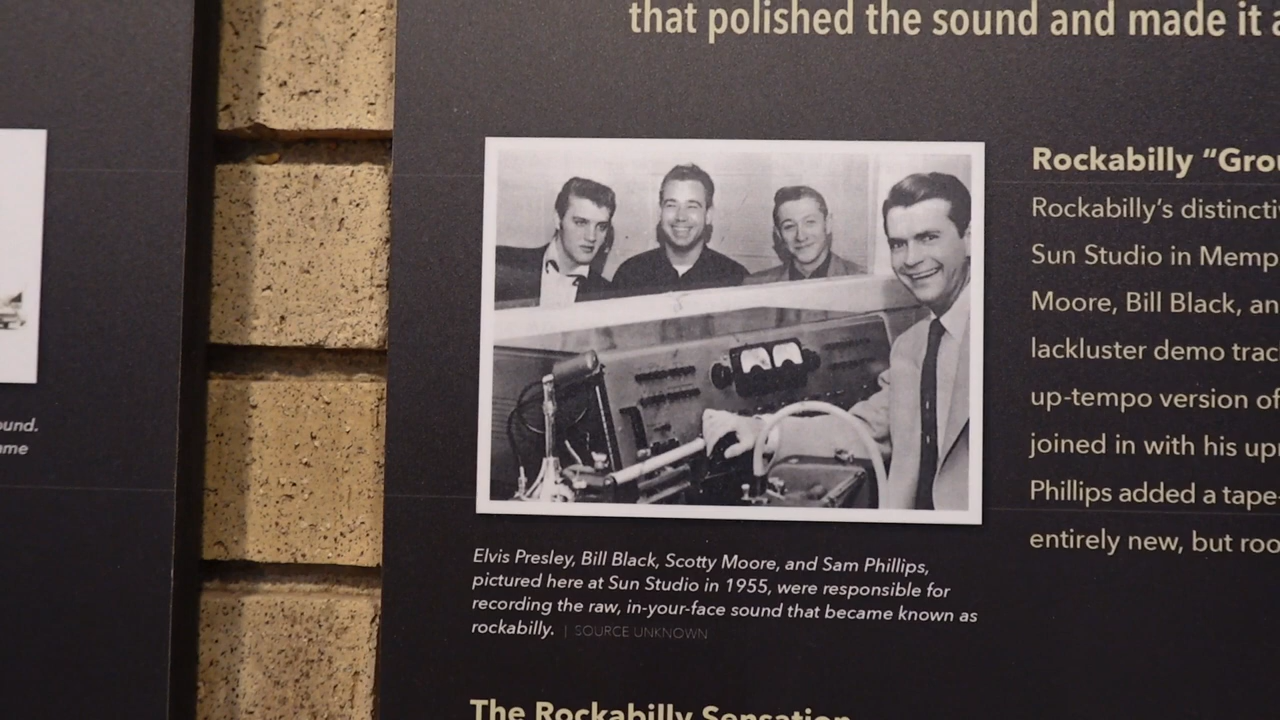 that polished the sound and made it a
ound.
ame
Rockabilly “Grou
Rockabilly’s distincti
Sun Studio in Memp
Moore, Bill Black, an
lackluster demo trac
up-tempo version of
joined in with his up
Phillips added a tape-
entirely new, but roo
Elvis Presley, Bill Black, Scotty Moore, and Sam Phillips,
pictured here at Sun Studio in 1955, were responsible for
recording the raw, in-your-face sound that became known as
rockabilly. | SOURCE UNKNOWN
The Rockabilly Sensation